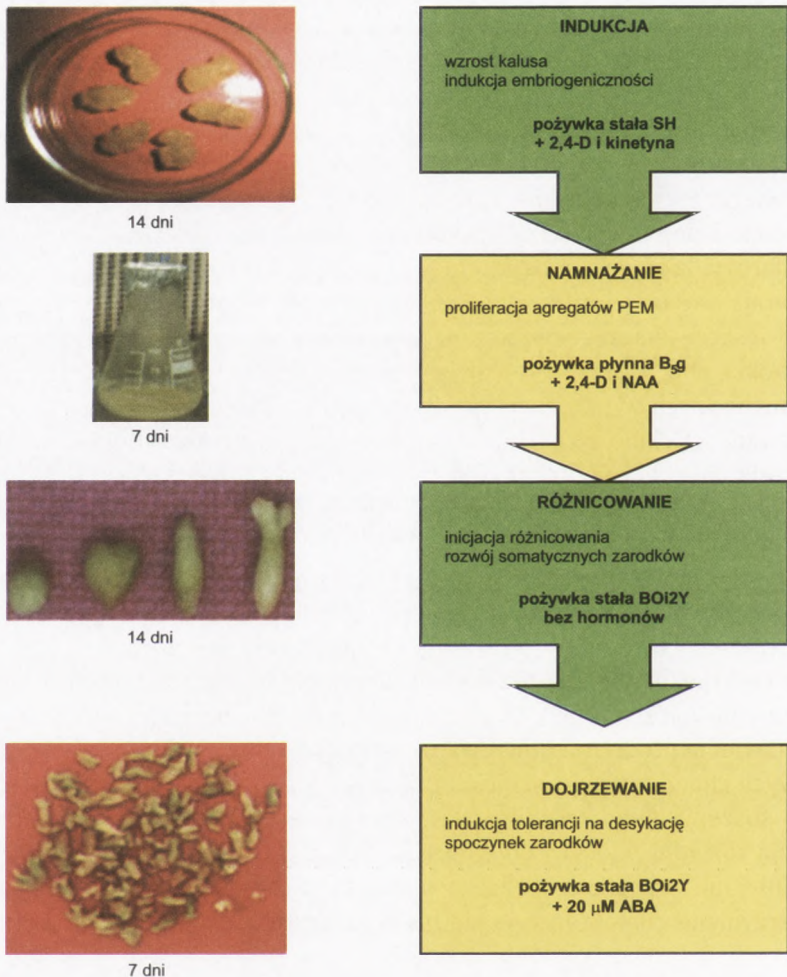 INDUKCJA
wzrost kalusa
indukcja embriogeniczności
pożywka stała SH
+ 2,4-D i kinetyna
14 dni
NAMNAŻANIE
proliferacja agregatów PEM
pożywka płynna B5g
+ 2,4-D i NAA
7 dni
RÓŻNICOWANIE
inicjacja różnicowania
rozwój somatycznych zarodków
pożywka stała BOi2Y
bez hormonów
14 dni
DOJRZEWANIE
indukcja tolerancji na desykację
spoczynek zarodków
pożywka stała BOi2Y
+ 20 μM ABA
7 dni